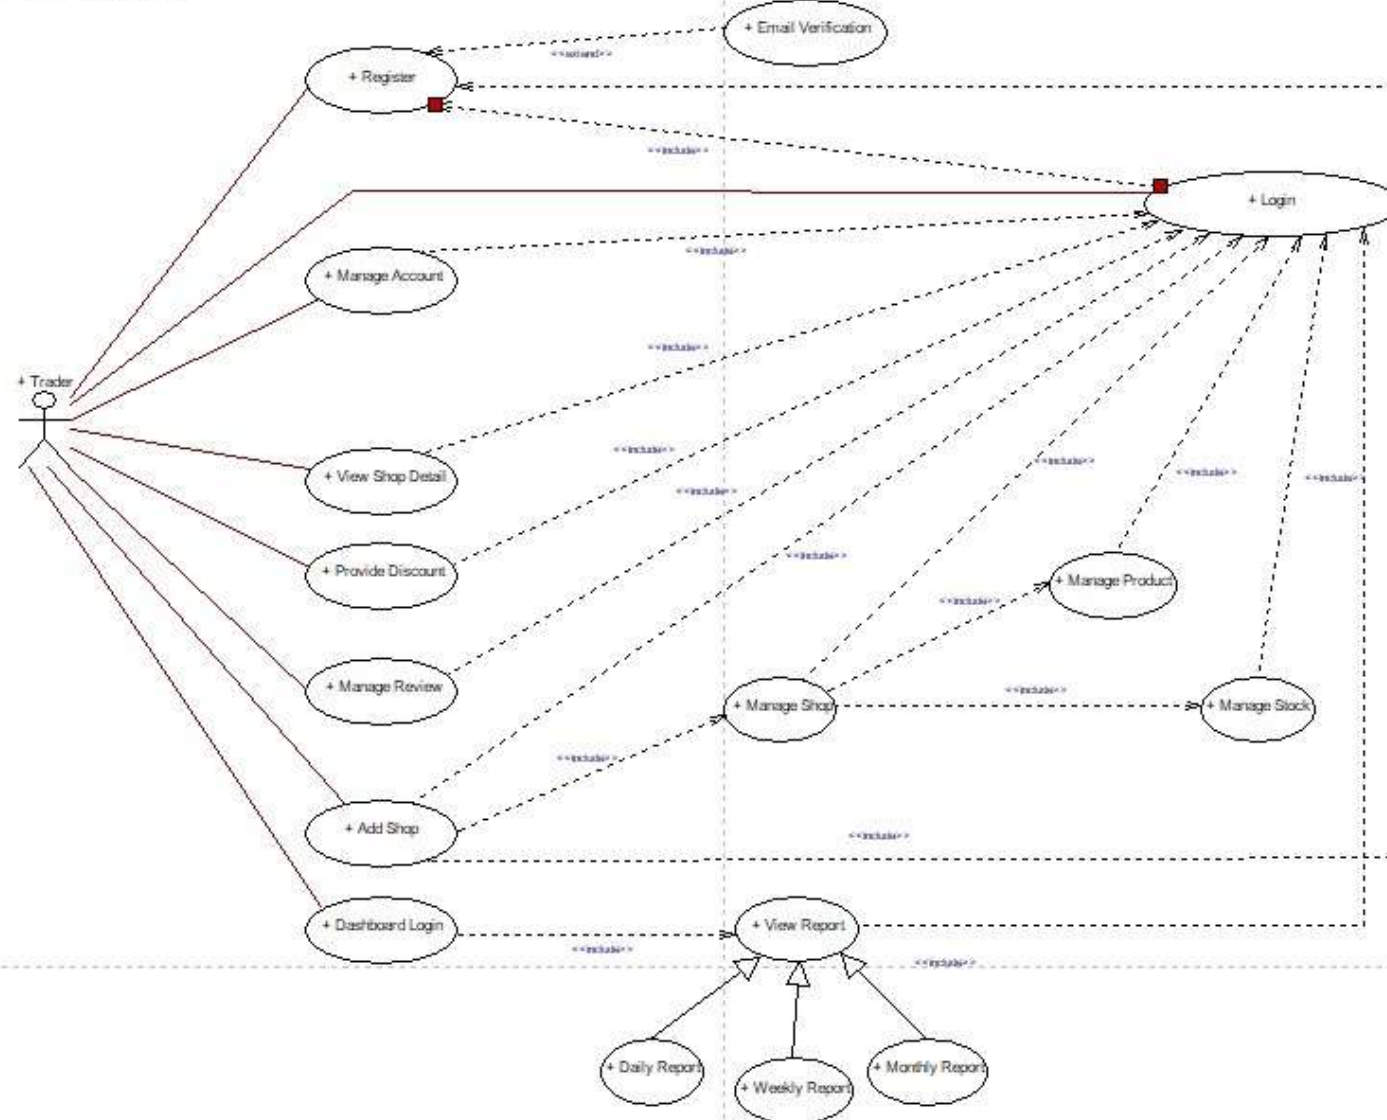 + Email Verification
<<extend>>
+ Register
<<include>>
+ Login
<<include>>
+ Manage Account
<<include>>
+ Trader
<<include>>
<<include>>
<<include>>
<<include>>
+ View Shop Detail
<<include>>
<<include>>
+ Provide Discount
+ Manage Product
<<include>>
+ Manage Review
<<include>>
+ Manage Shop
+ Manage Stock
<<include>>
+ Add Shop
<<include>>
+ Dashboard Login
+ View Report
<<include>>
<<include>>
+ Daily Report
+ Monthly Report
+ Weekly Report